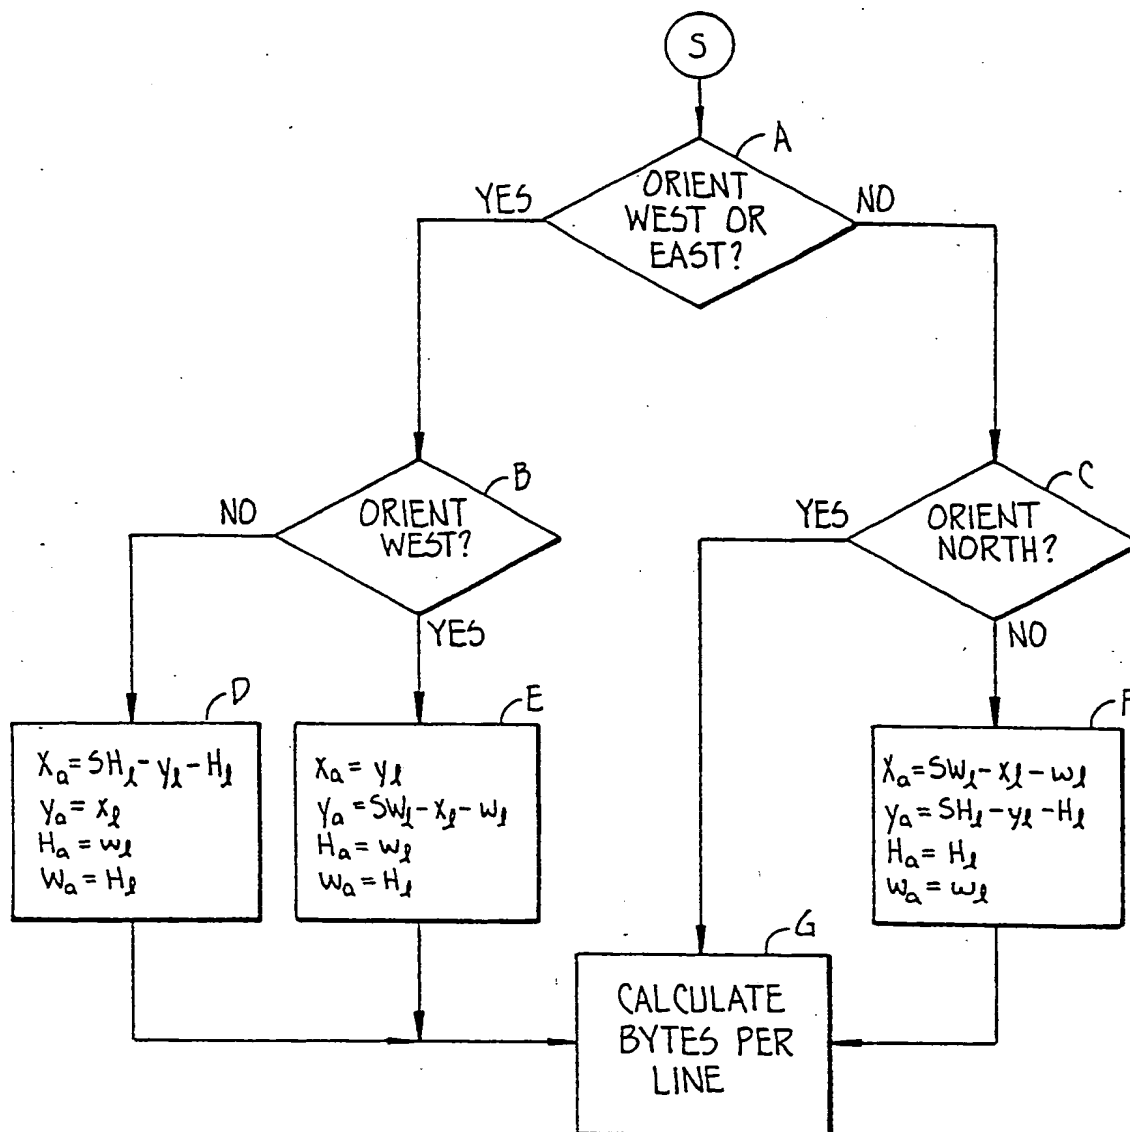 S
A
ORIENT
WEST OR
EAST?
YES
NO
B
ORIENT
WEST?
NO
YES
C
ORIENT
NORTH?
YES
NO
D
Xₐ = SHₗ - yₗ - Hₗ
yₐ = xₗ
Hₐ = wₗ
Wₐ = Hₗ
E
Xₐ = yₗ
yₐ = SWₗ - xₗ - wₗ
Hₐ = wₗ
wₐ = Hₗ
F
Xₐ = SWₗ - xₗ - wₗ
yₐ = SHₗ - yₗ - Hₗ
Hₐ = Hₗ
wₐ = wₗ
G
CALCULATE
BYTES PER
LINE